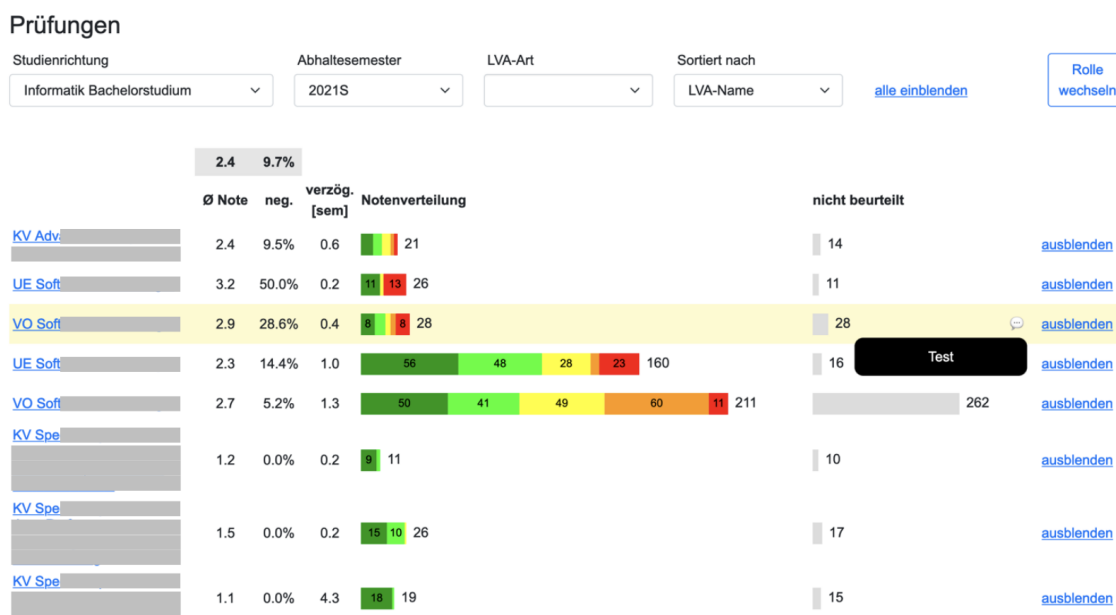 Prüfungen
Studienrichtung Abhaltesemester LVA-Art Sortiert nach
Informatik Bachelorstudium 2021S LVA-Name alle einblenden Rolle wechseln
2.4 9.7%
Ø Note neg. verzög. [sem] Notenverteilung nicht beurteilt
KV Adv 2.4 9.5% 0.6 21 14 ausblenden
UE Soft 3.2 50.0% 0.2 11 13 26 11 ausblenden
VO Soft 2.9 28.6% 0.4 8 8 28 28 ausblenden
Test
UE Soft 2.3 14.4% 1.0 56 48 28 23 160 16 ausblenden
VO Soft 2.7 5.2% 1.3 50 41 49 60 11 211 262 ausblenden
KV Spe 1.2 0.0% 0.2 9 11 10 ausblenden
KV Spe 1.5 0.0% 0.2 15 10 26 17 ausblenden
KV Spe 1.1 0.0% 4.3 18 19 15 ausblenden